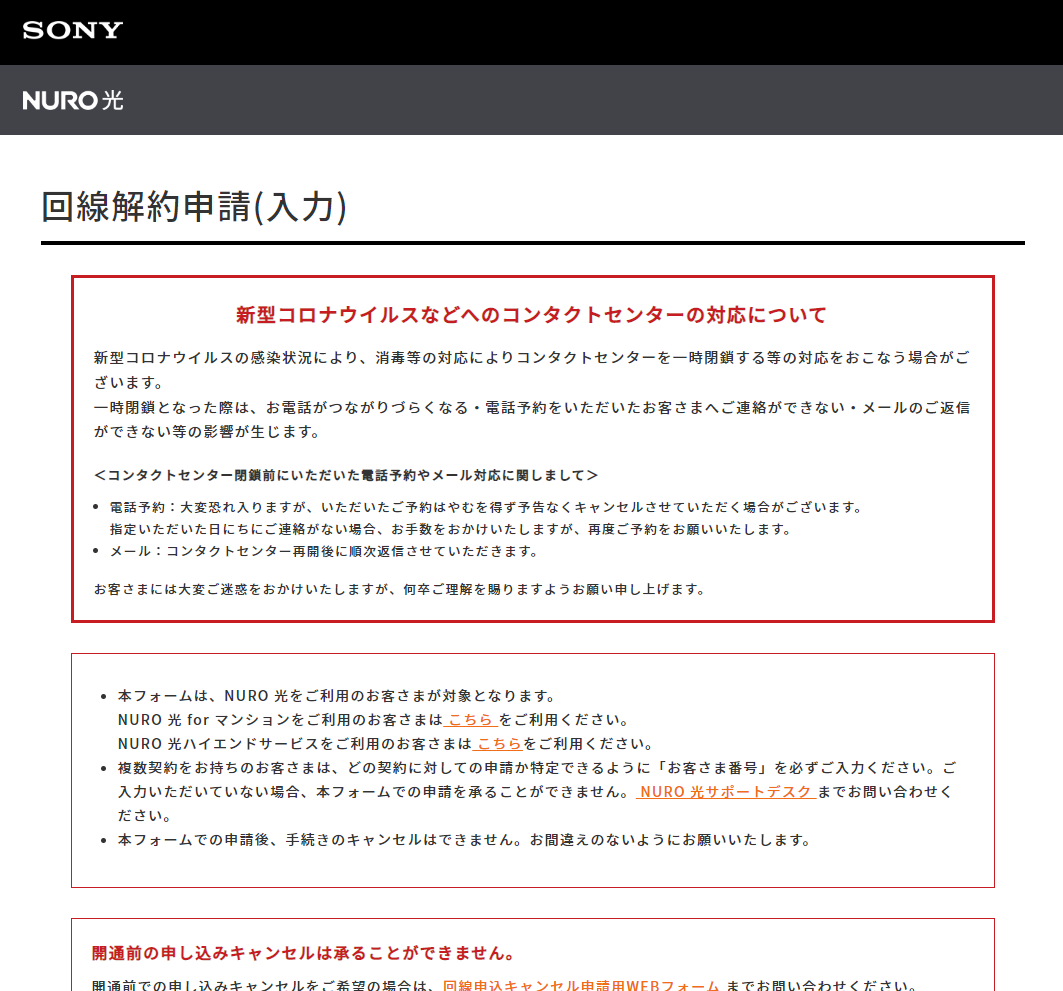 SONY
NURO 光
回線解約申請(入力)
新型コロナウイルスなどへのコンタクトセンターの対応について
新型コロナウイルスの感染状況により、消毒等の対応によりコンタクトセンターを一時閉鎖する等の対応をおこなう場合がご
ざいます。
一時閉鎖となった際は、お電話がつながりづらくなる・電話予約をいただいたお客さまへご連絡ができない・メールのご返信
ができない等の影響が生じます。
＜コンタクトセンター閉鎖前にいただいた電話予約やメール対応に関しまして＞
• 電話予約：大変恐れ入りますが、いただいたご予約はやむを得ず予告なくキャンセルさせていただく場合がございます。
指定いただいた日にちにご連絡がない場合、お手数をおかけいたしますが、再度ご予約をお願いいたします。
• メール：コンタクトセンター再開後に順次返信させていただきます。
お客さまには大変ご迷惑をおかけいたしますが、何卒ご理解を賜りますようお願い申し上げます。
• 本フォームは、NURO 光をご利用のお客さまが対象となります。
NURO 光 for マンションをご利用のお客さまは こちら をご利用ください。
NURO 光ハイエンドサービスをご利用のお客さまは こちらをご利用ください。
• 複数契約をお持ちのお客さまは、どの契約に対しての申請か特定できるように「お客さま番号」を必ずご入力ください。ご
入力いただいていない場合、本フォームでの申請を承ることができません。 NURO 光サポートデスク までお問い合わせく
ださい。
• 本フォームでの申請後、手続きのキャンセルはできません。お間違えのないようにお願いいたします。
開通前の申し込みキャンセルは承ることができません。
開通前での申し込みキャンセルをご希望の場合は、回線申込キャンセル申請用WEBフォーム までお問い合わせください。